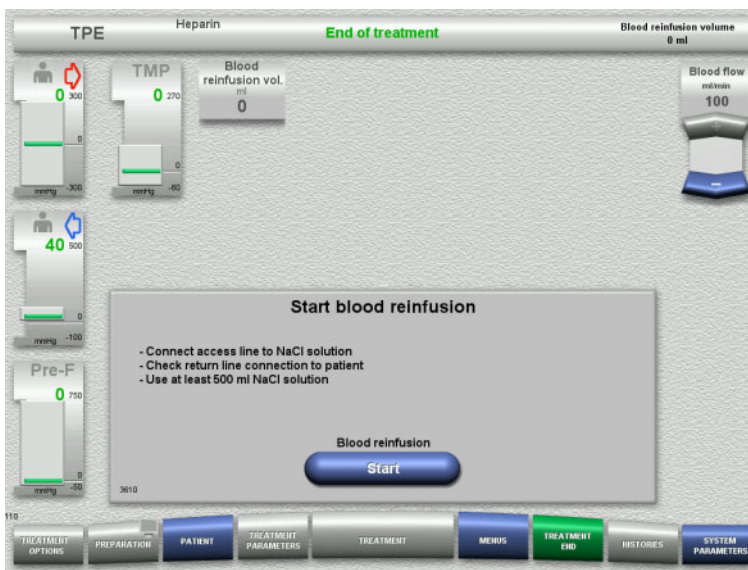 TPE
Heparin
End of treatment
Blood reinfusion volume
0 ml
0
300
0
-300
mmHg
TMP
0
270
0
-60
mmHg
Blood
reinfusion vol.
ml
0
Blood flow
ml/min
100
+
-
40
500
0
-100
mmHg
Pre-F
0
750
0
-50
mmHg
Start blood reinfusion
- Connect access line to NaCl solution
- Check return line connection to patient
- Use at least 500 ml NaCl solution
Blood reinfusion
Start
3610
110
TREATMENT
OPTIONS
PREPARATION
PATIENT
TREATMENT
PARAMETERS
TREATMENT
MENUS
TREATMENT
END
HISTORIES
SYSTEM
PARAMETERS